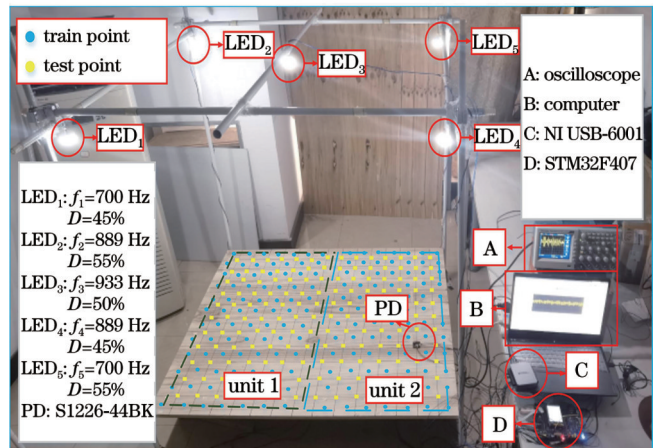 train point
test point
LED₂
LED₃
LED₅
LED₁
LED₄
A: oscilloscope
B: computer
C: NI USB-6001
D: STM32F407
LED₁: f₁=700 Hz
D=45%
LED₂: f₂=889 Hz
D=55%
LED₃: f₃=933 Hz
D=50%
LED₄: f₄=889 Hz
D=45%
LED₅: f₅=700 Hz
D=55%
PD: S1226-44BK
A
B
PD
C
D
unit 1
unit 2